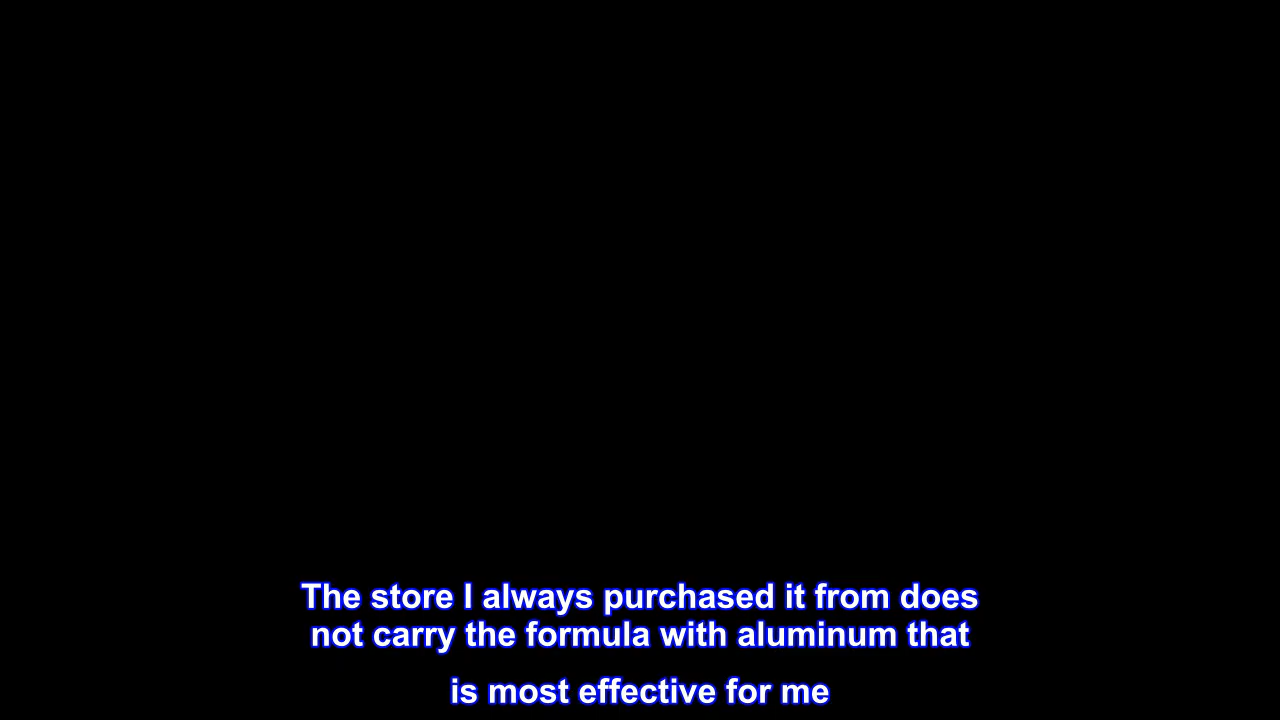 The store I always purchased it from does
not carry the formula with aluminum that
is most effective for me